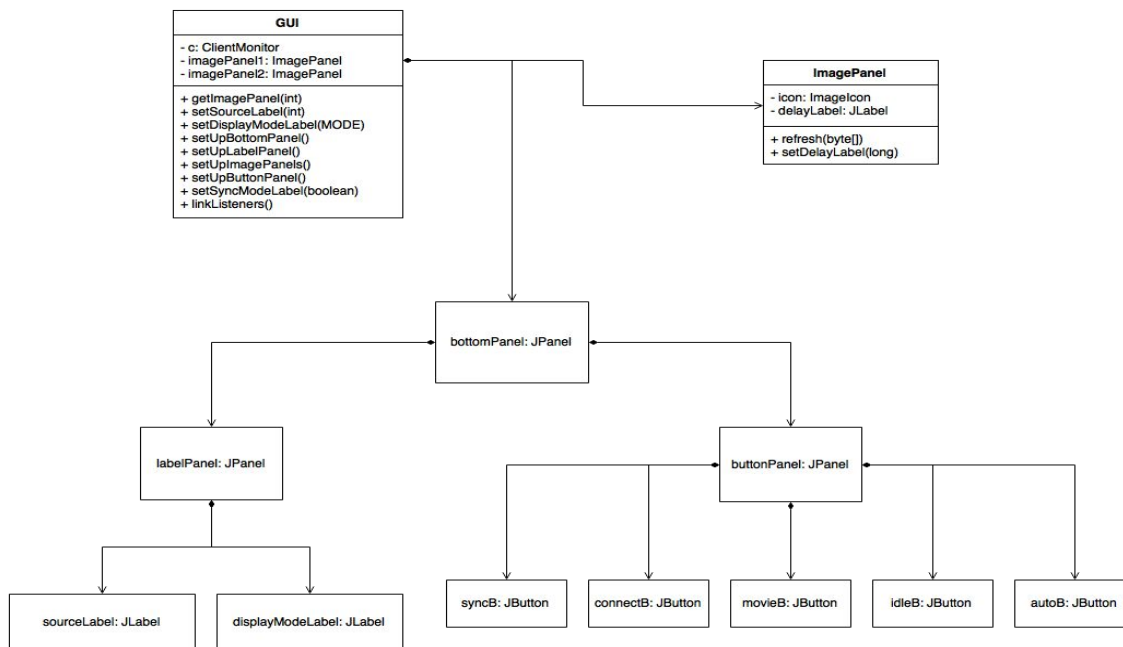 GUI
- c: ClientMonitor
- imagePanel1: ImagePanel
- imagePanel2: ImagePanel
+ getImagePanel(int)
+ setSourceLabel(int)
+ setDisplayModeLabel(MODE)
+ setUpBottomPanel()
+ setUpLabelPanel()
+ setUpImagePanels()
+ setUpButtonPanel()
+ setSyncModeLabel(boolean)
+ linkListeners()
ImagePanel
- icon: ImageIcon
- delayLabel: JLabel
+ refresh(byte[])
+ setDelayLabel(long)
bottomPanel: JPanel
labelPanel: JPanel
buttonPanel: JPanel
sourceLabel: JLabel
displayModeLabel: JLabel
syncB: JButton
connectB: JButton
movieB: JButton
idleB: JButton
autoB: JButton